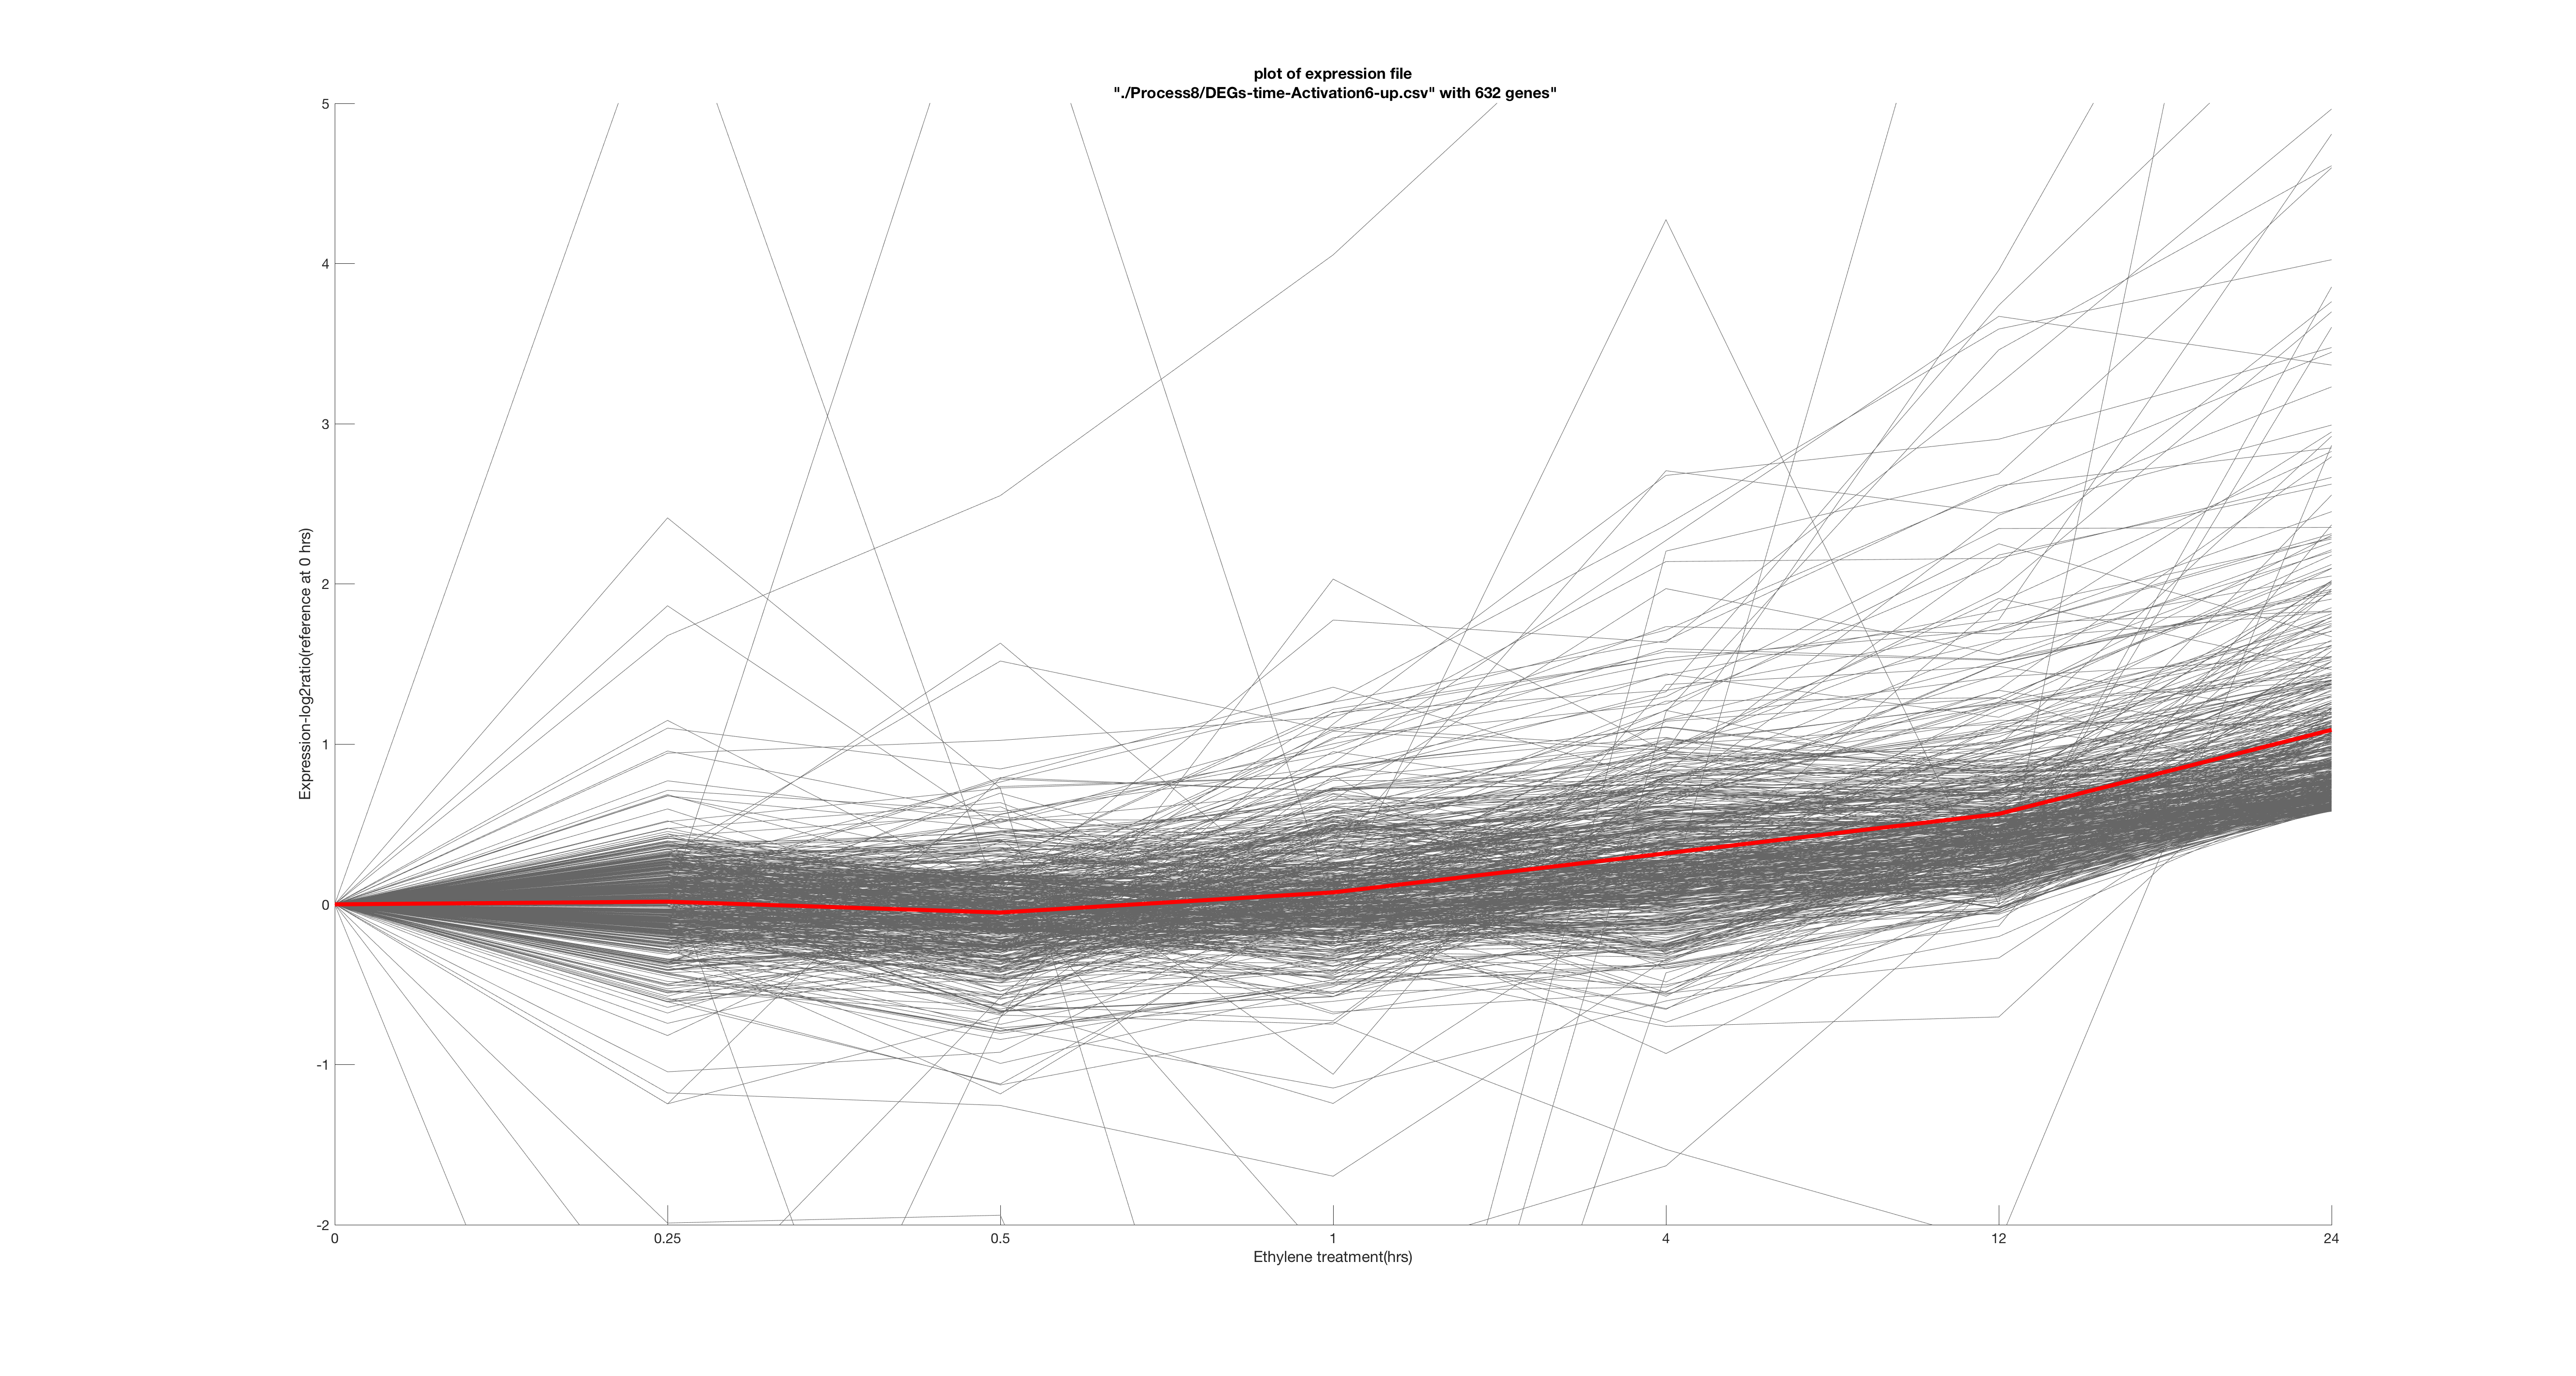 plot of expression file
"./Process8/DEGs-time-Activation6-up.csv" with 632 genes"
Expression-log2ratio(reference at 0 hrs)
5
4
3
2
1
0
-1
-2
0 0.25 0.5 1 4 12 24
Ethylene treatment(hrs)